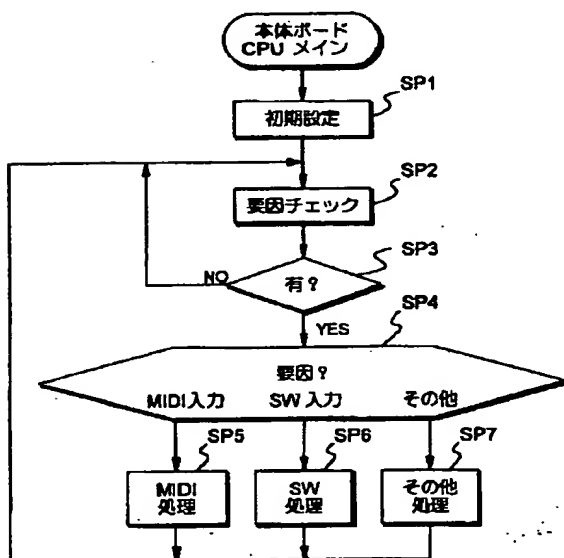 本体ボード
CPU メイン
SP1
初期設定
SP2
要因チェック
SP3
有？
NO
YES
SP4
要因？
MIDI入力 SW入力 その他
SP5 SP6 SP7
MIDI
処理
SW
処理
その他
処理